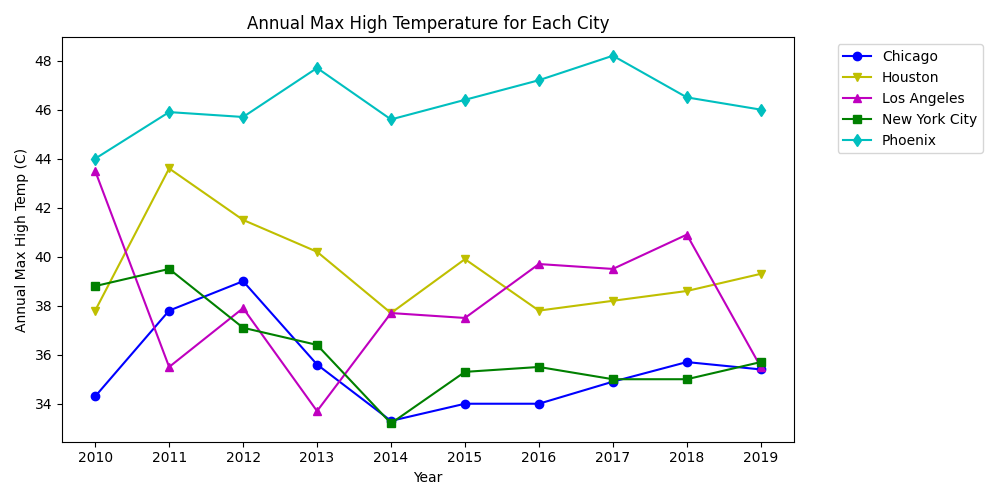 Annual Max High Temperature for Each City
Annual Max High Temp (C)
48
46
44
42
40
38
36
34
2010 2011 2012 2013 2014 2015 2016 2017 2018 2019
Year
Chicago
Houston
Los Angeles
New York City
Phoenix